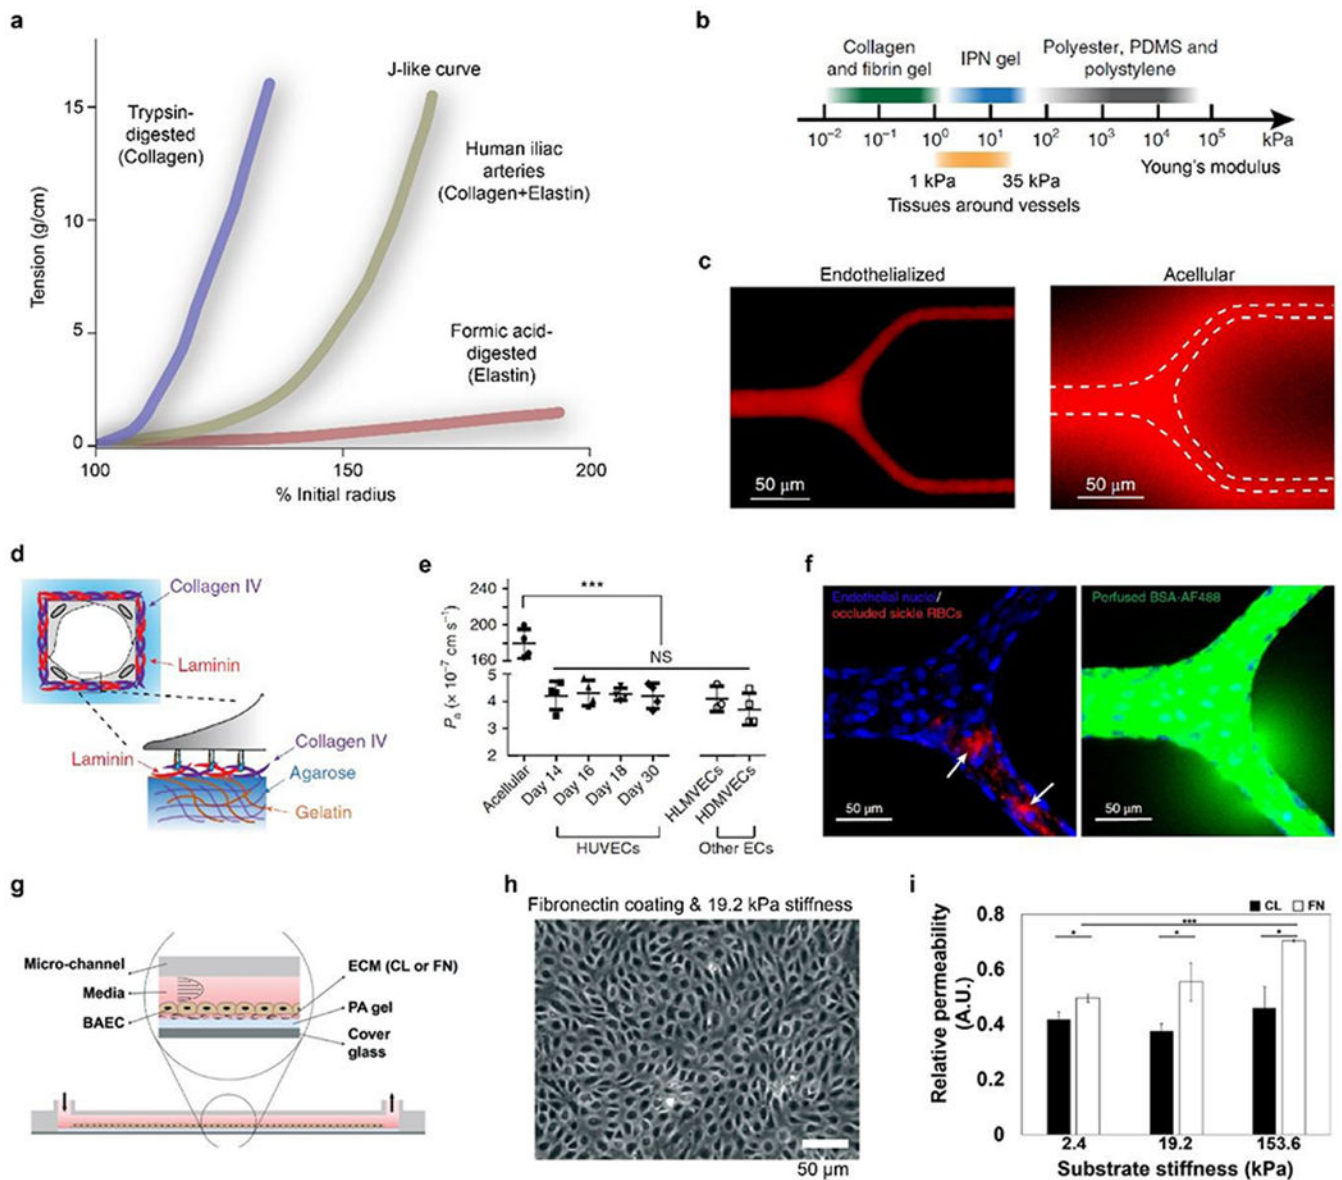 a
Tension (g/cm)
15
10
5
0
100
150
200
% Initial radius
Trypsin-
digested
(Collagen)
J-like curve
Human iliac
arteries
(Collagen+Elastin)
Formic acid-
digested
(Elastin)
b
Collagen
and fibrin gel
IPN gel
Polyester, PDMS and
polystylene
10⁻² 10⁻¹ 10⁰ 10¹ 10² 10³ 10⁴ 10⁵ kPa
Young's modulus
1 kPa 35 kPa
Tissues around vessels
c
Endothelialized
50 µm
Acellular
50 µm
d
Collagen IV
Laminin
Laminin
Collagen IV
Agarose
Gelatin
e
Pₐ (× 10⁻⁷ cm s⁻¹)
240
200
160
5
4
3
2
***
NS
Acellular
Day 14
Day 16
Day 18
Day 30
HLMVECs
HDMVECs
HUVECs
Other ECs
f
Endothelial nuclei/
occluded sickle RBCs
50 µm
Perfused BSA-AF488
50 µm
g
Micro-channel
Media
BAEC
ECM (CL or FN)
PA gel
Cover
glass
h
Fibronectin coating & 19.2 kPa stiffness
50 µm
i
CL FN
Relative permeability
(A.U.)
0.8
0.6
0.4
0.2
0
***
* * *
2.4 19.2 153.6
Substrate stiffness (kPa)